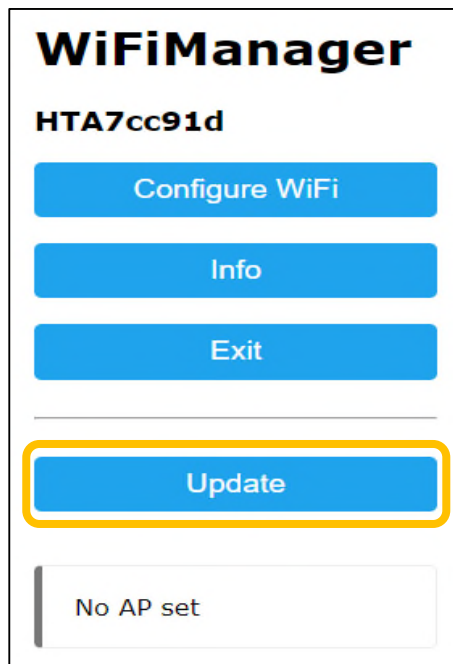 WiFiManager
HTA7cc91d
Configure WiFi
Info
Exit
Update
No AP set